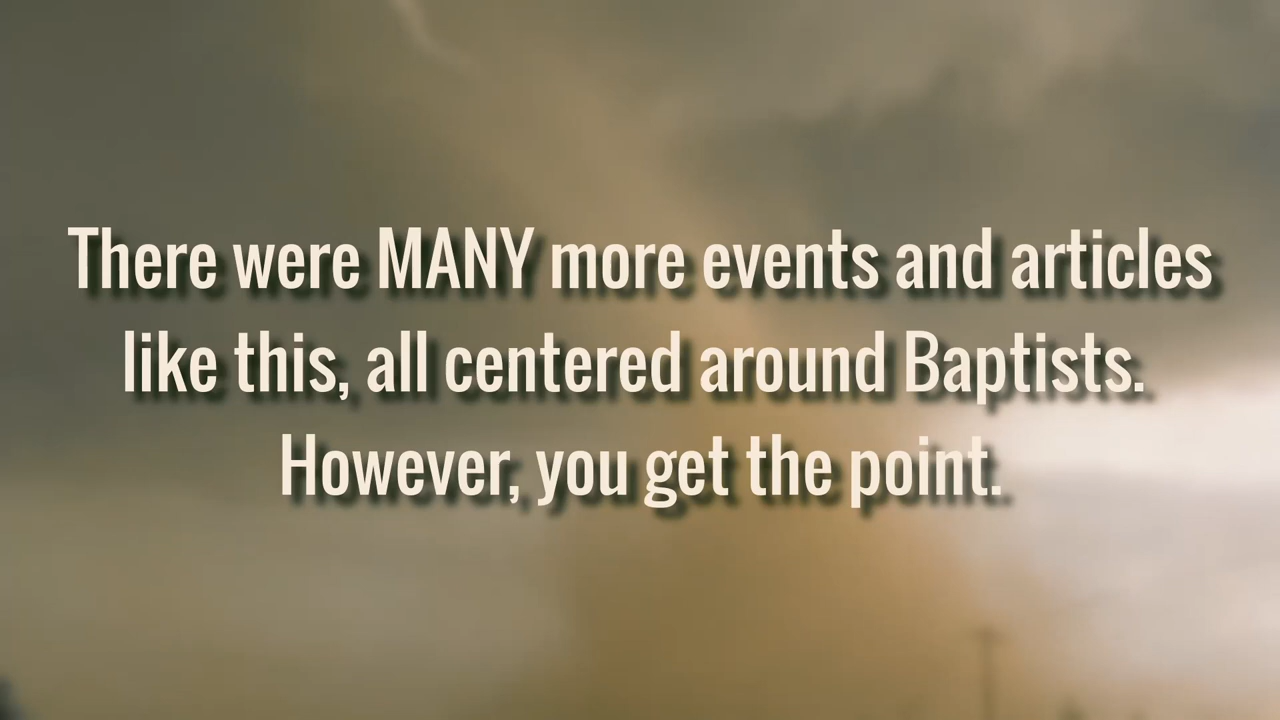 There were MANY more events and articles
like this, all centered around Baptists.
However, you get the point.